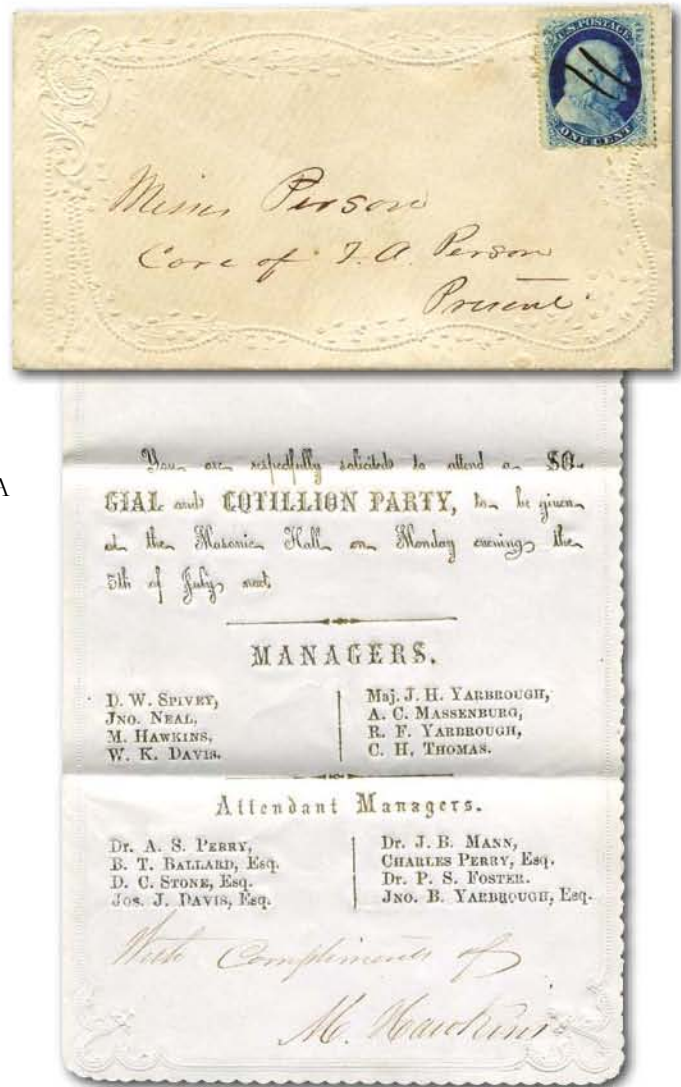 U.S. POSTAGE
ONE CENT
Misses Person
Care of T. A. Person
Present
A
You are respectfully solicited to attend a SO-
CIAL and COTILLION PARTY, to be given
at the Masonic Hall on Monday evening the
5th of July next.
MANAGERS.
D. W. SPIVEY,
JNO. NEAL,
M. HAWKINS,
W. K. DAVIS.
Maj. J. H. YARBROUGH,
A. C. MASSENBURG,
R. F. YARBROUGH,
C. H. THOMAS.
Attendant Managers.
Dr. A. S. PERRY,
B. T. BALLARD, Esq.
D. C. STONE, Esq.
Jos. J. DAVIS, Esq.
Dr. J. B. MANN,
CHARLES PERRY, Esq.
Dr. P. S. FOSTER.
JNO. B. YARBROUGH, Esq.
With Compliments of
M. Hawkins